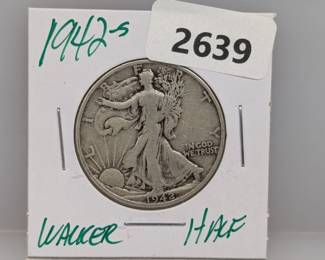 1942-S
2639
LIBERTY
IN GOD
WE TRUST
1942
WALKER HALF